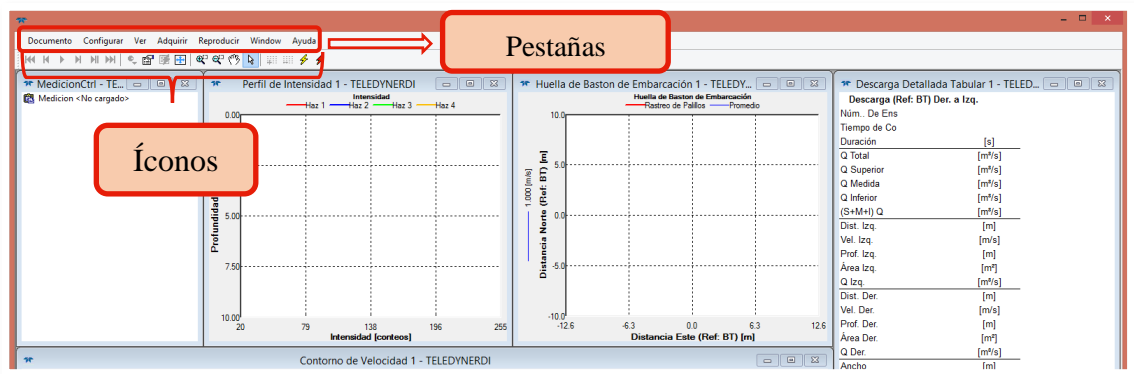 Documento Configurar Ver Adquirir Reproducir Window Ayuda
Pestañas
Íconos
MedicionCtrl - TE...
Medicion <No cargado>
Perfil de Intensidad 1 - TELEDYNERDI
Intensidad
Haz 1 Haz 2 Haz 3 Haz 4
0.00
5.00
7.50
10.00
Profundidad
20 79 138 196 255
Intensidad [conteos]
Huella de Baston de Embarcación 1 - TELEDY...
Huella de Baston de Embarcación
Rastreo de Palillos Promedio
10.0
5.0
0.0
-5.0
-10.0
1.000 [m/s]
Distancia Norte (Ref: BT) [m]
-12.6 -6.3 0.0 6.3 12.6
Distancia Este (Ref: BT) [m]
Descarga Detallada Tabular 1 - TELED...
Descarga (Ref: BT) Der. a Izq.
Núm.. De Ens
Tiempo de Co
Duración [s]
Q Total [m³/s]
Q Superior [m³/s]
Q Medida [m³/s]
Q Inferior [m³/s]
(S+M+I) Q [m³/s]
Dist. Izq. [m]
Vel. Izq. [m/s]
Prof. Izq. [m]
Área Izq. [m²]
Q Izq. [m³/s]
Dist. Der. [m]
Vel. Der. [m/s]
Prof. Der. [m]
Área Der. [m²]
Q Der. [m³/s]
Ancho [m]
Contorno de Velocidad 1 - TELEDYNERDI